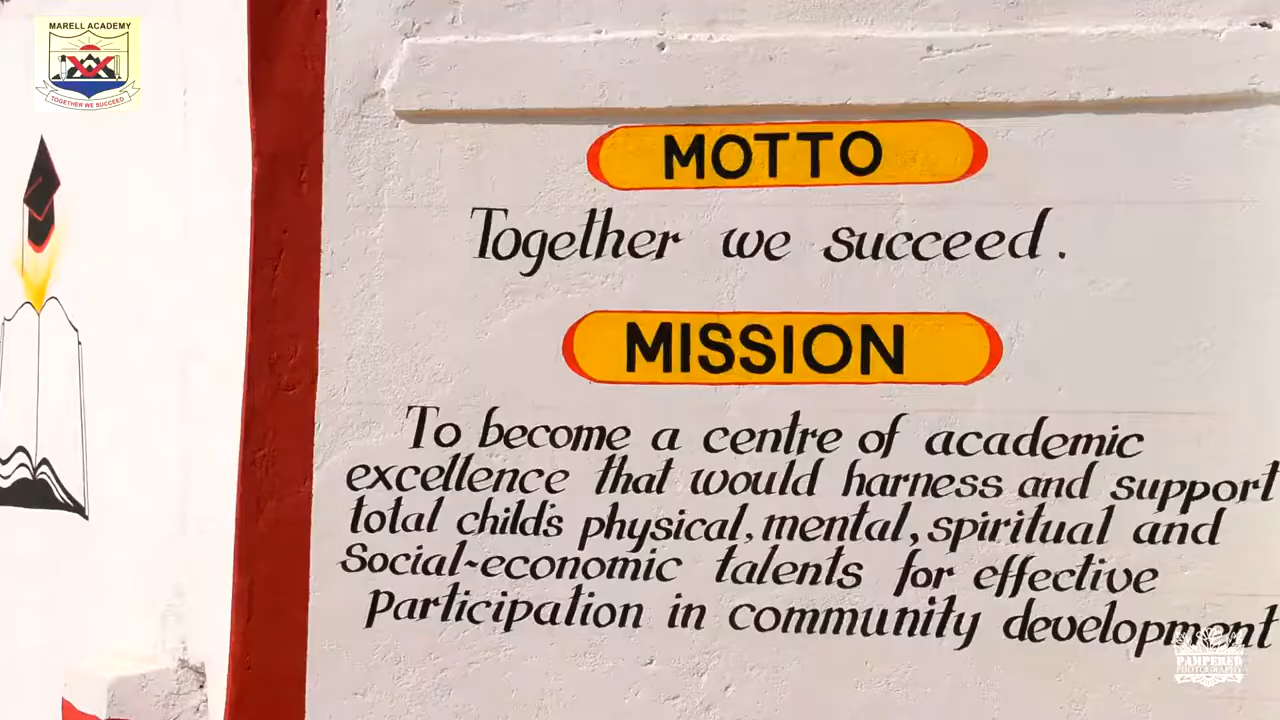 MARELL ACADEMY
TOGETHER WE SUCCEED
MOTTO
Together we succeed.
MISSION
To become a centre of academic
excellence that would harness and support
total child's physical, mental, spiritual and
social-economic talents for effective
participation in community development
PAMPERED
PHOTOGRAPHY